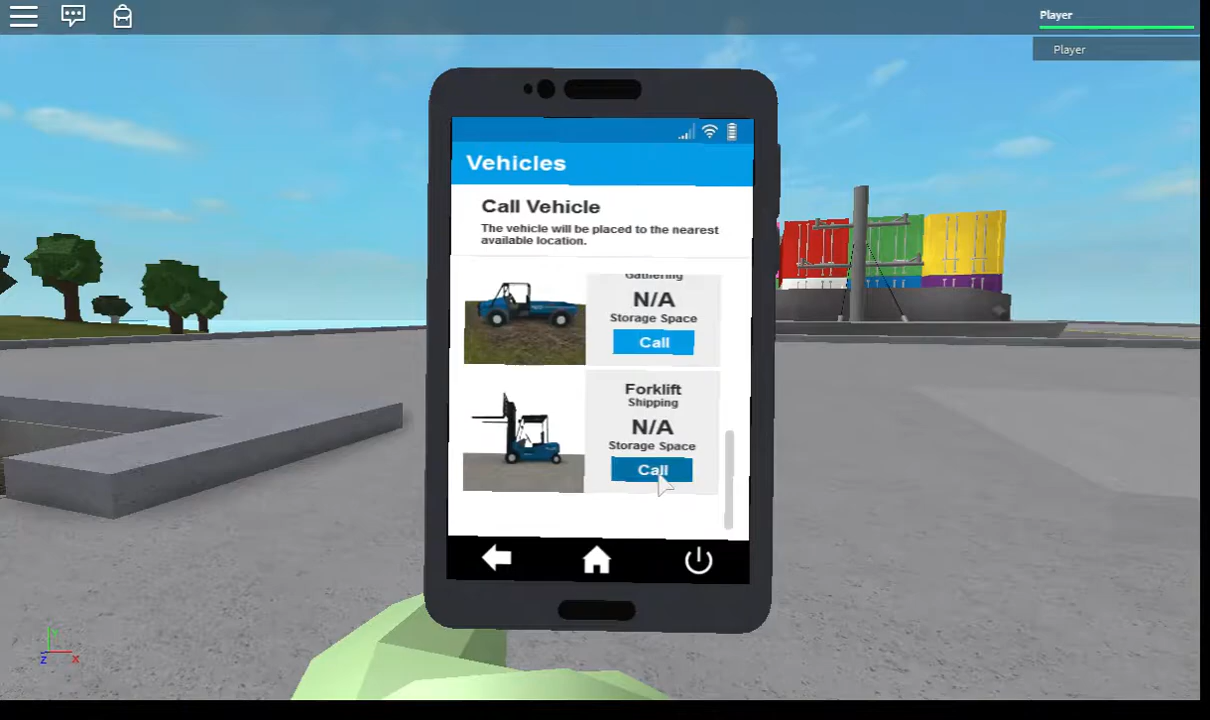 Player
Player
Vehicles
Call Vehicle
The vehicle will be placed to the nearest
available location.
Gathering
N/A
Storage Space
Call
Forklift
Shipping
N/A
Storage Space
Call
z
x